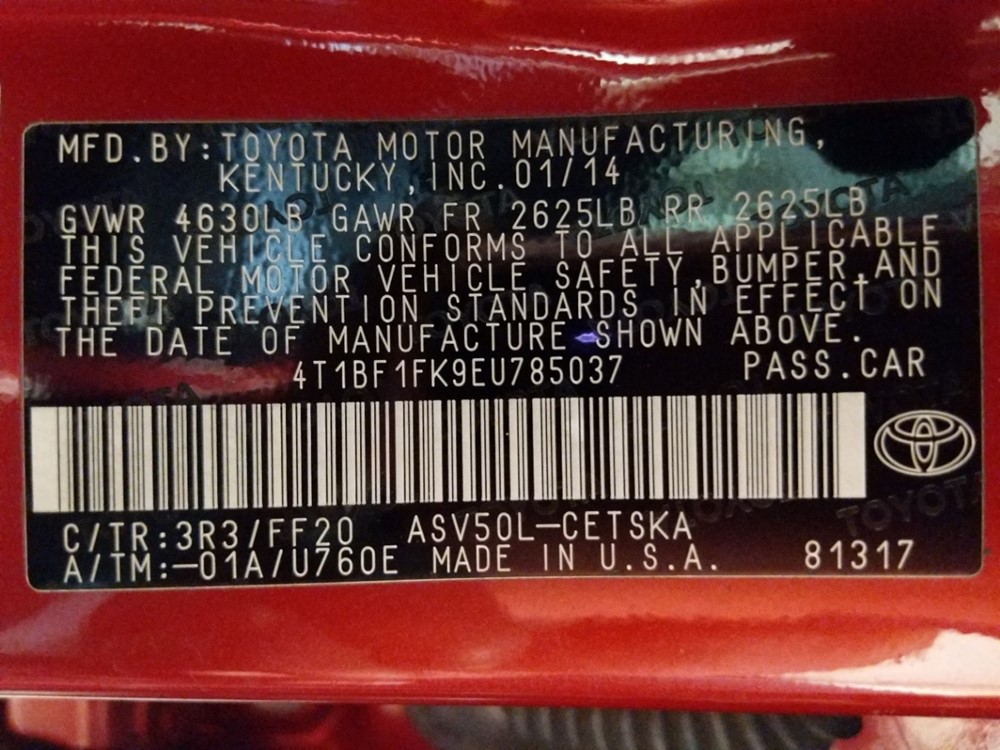 MFD.BY:TOYOTA MOTOR MANUFACTURING,
KENTUCKY,INC.01/14
GVWR 4630LB GAWR FR 2625LB RR 2625LB
THIS VEHICLE CONFORMS TO ALL APPLICABLE
FEDERAL MOTOR VEHICLE SAFETY,BUMPER,AND
THEFT PREVENTION STANDARDS IN EFFECT ON
THE DATE OF MANUFACTURE SHOWN ABOVE.
4T1BF1FK9EU785037 PASS.CAR
C/TR:3R3/FF20 ASV50L-CETSKA
A/TM:-01A/U760E MADE IN U.S.A. 81317